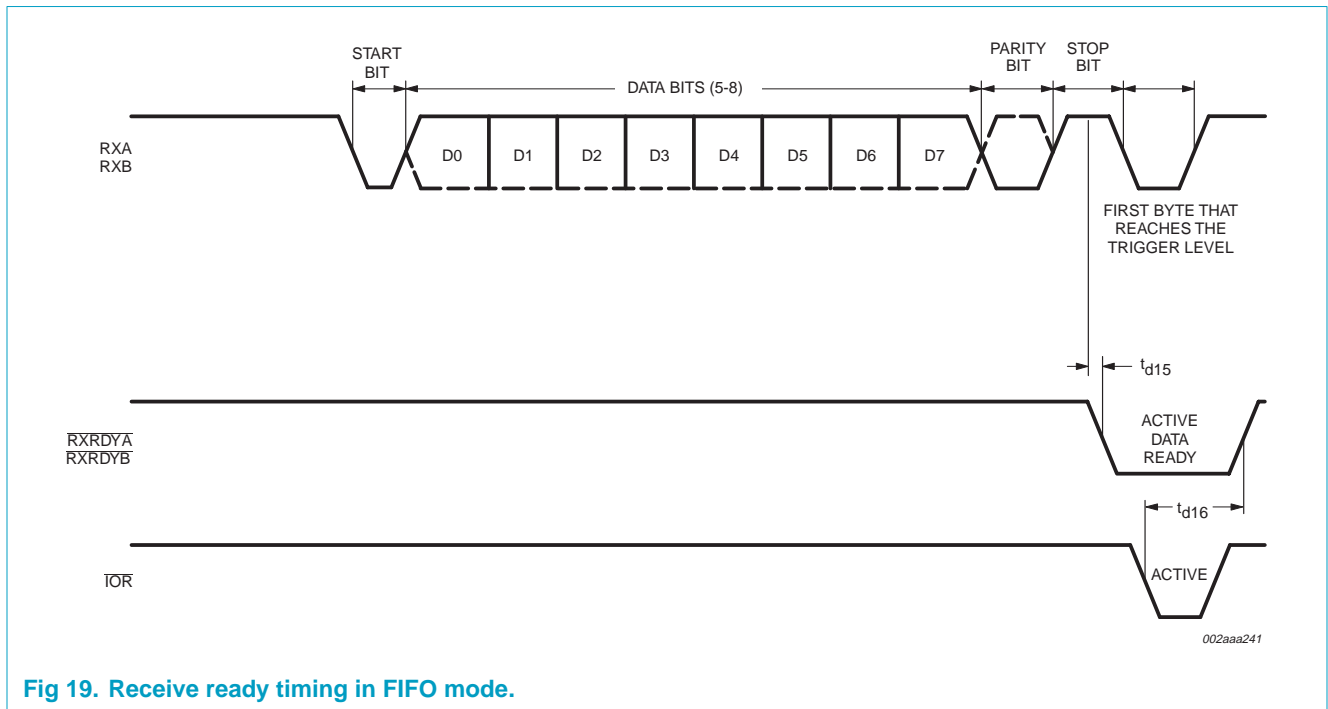 START
BIT
DATA BITS (5-8)
PARITY
BIT
STOP
BIT
RXA
RXB
D0 D1 D2 D3 D4 D5 D6 D7
FIRST BYTE THAT
REACHES THE
TRIGGER LEVEL
td15
RXRDYA
RXRDYB
ACTIVE
DATA
READY
td16
IOR
ACTIVE
002aaa241
Fig 19. Receive ready timing in FIFO mode.